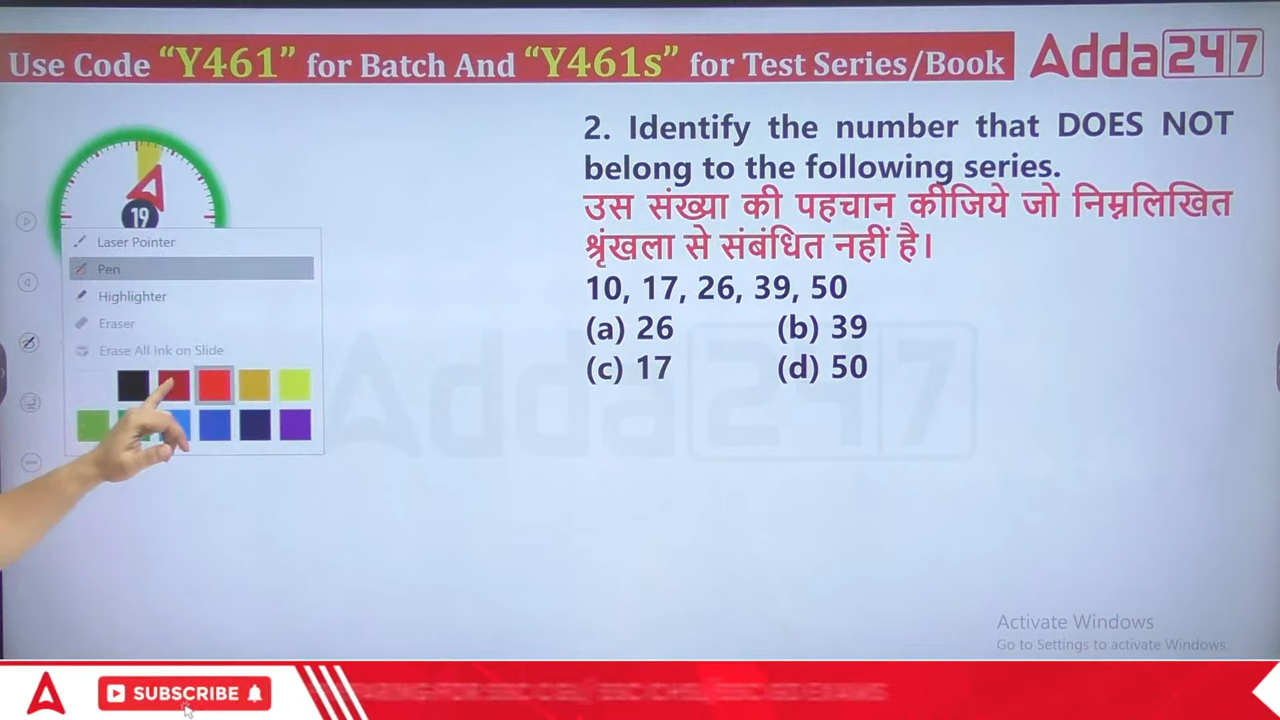 Use Code “Y461” for Batch And “Y461s” for Test Series/Book
Adda247
19
2. Identify the number that DOES NOT
belong to the following series.
उस संख्या की पहचान कीजिये जो निम्नलिखित
श्रृंखला से संबंधित नहीं है।
10, 17, 26, 39, 50
(a) 26 (b) 39
(c) 17 (d) 50
Laser Pointer
Pen
Highlighter
Eraser
Erase All Ink on Slide
Adda247
Activate Windows
Go to Settings to activate Windows.
SUBSCRIBE